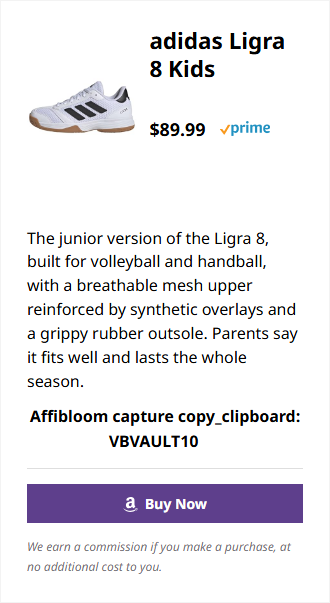 adidas Ligra
8 Kids
$89.99 prime
The junior version of the Ligra 8,
built for volleyball and handball,
with a breathable mesh upper
reinforced by synthetic overlays and
a grippy rubber outsole. Parents say
it fits well and lasts the whole
season.
Affibloom capture copy_clipboard:
VBVAULT10
Buy Now
We earn a commission if you make a purchase, at
no additional cost to you.